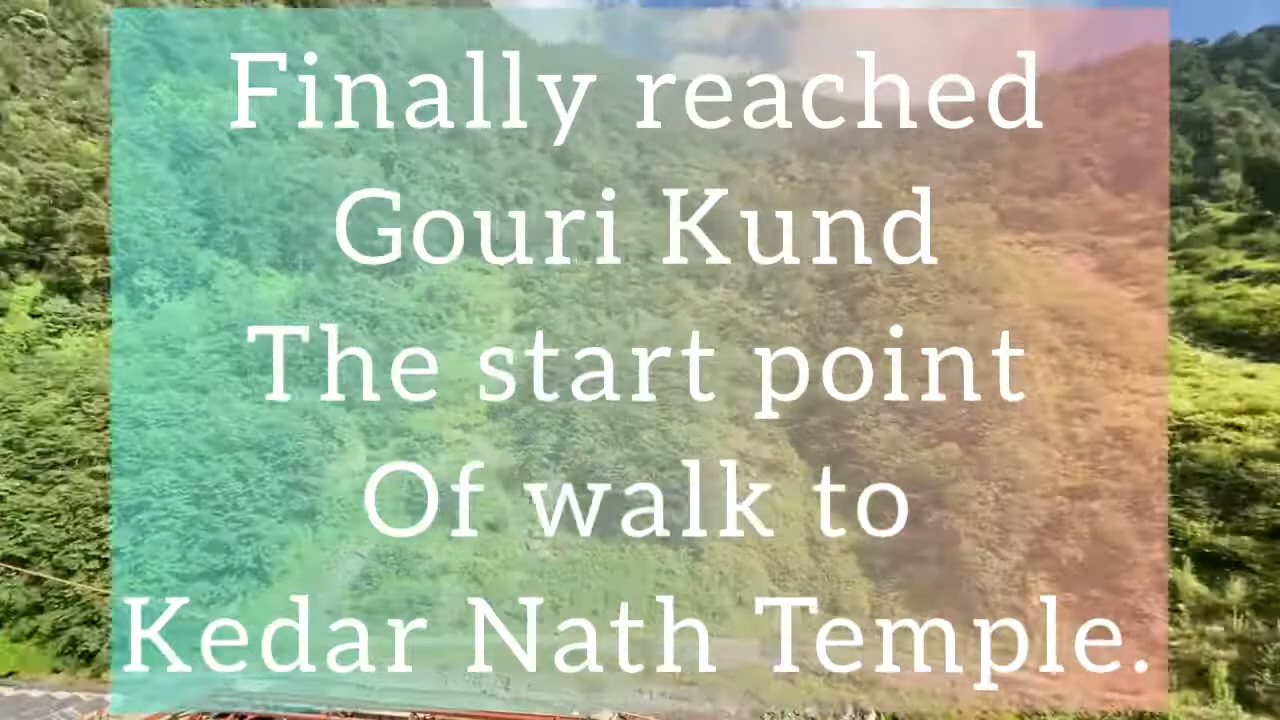 Finally reached
Gouri Kund
The start point
Of walk to
Kedar Nath Temple.